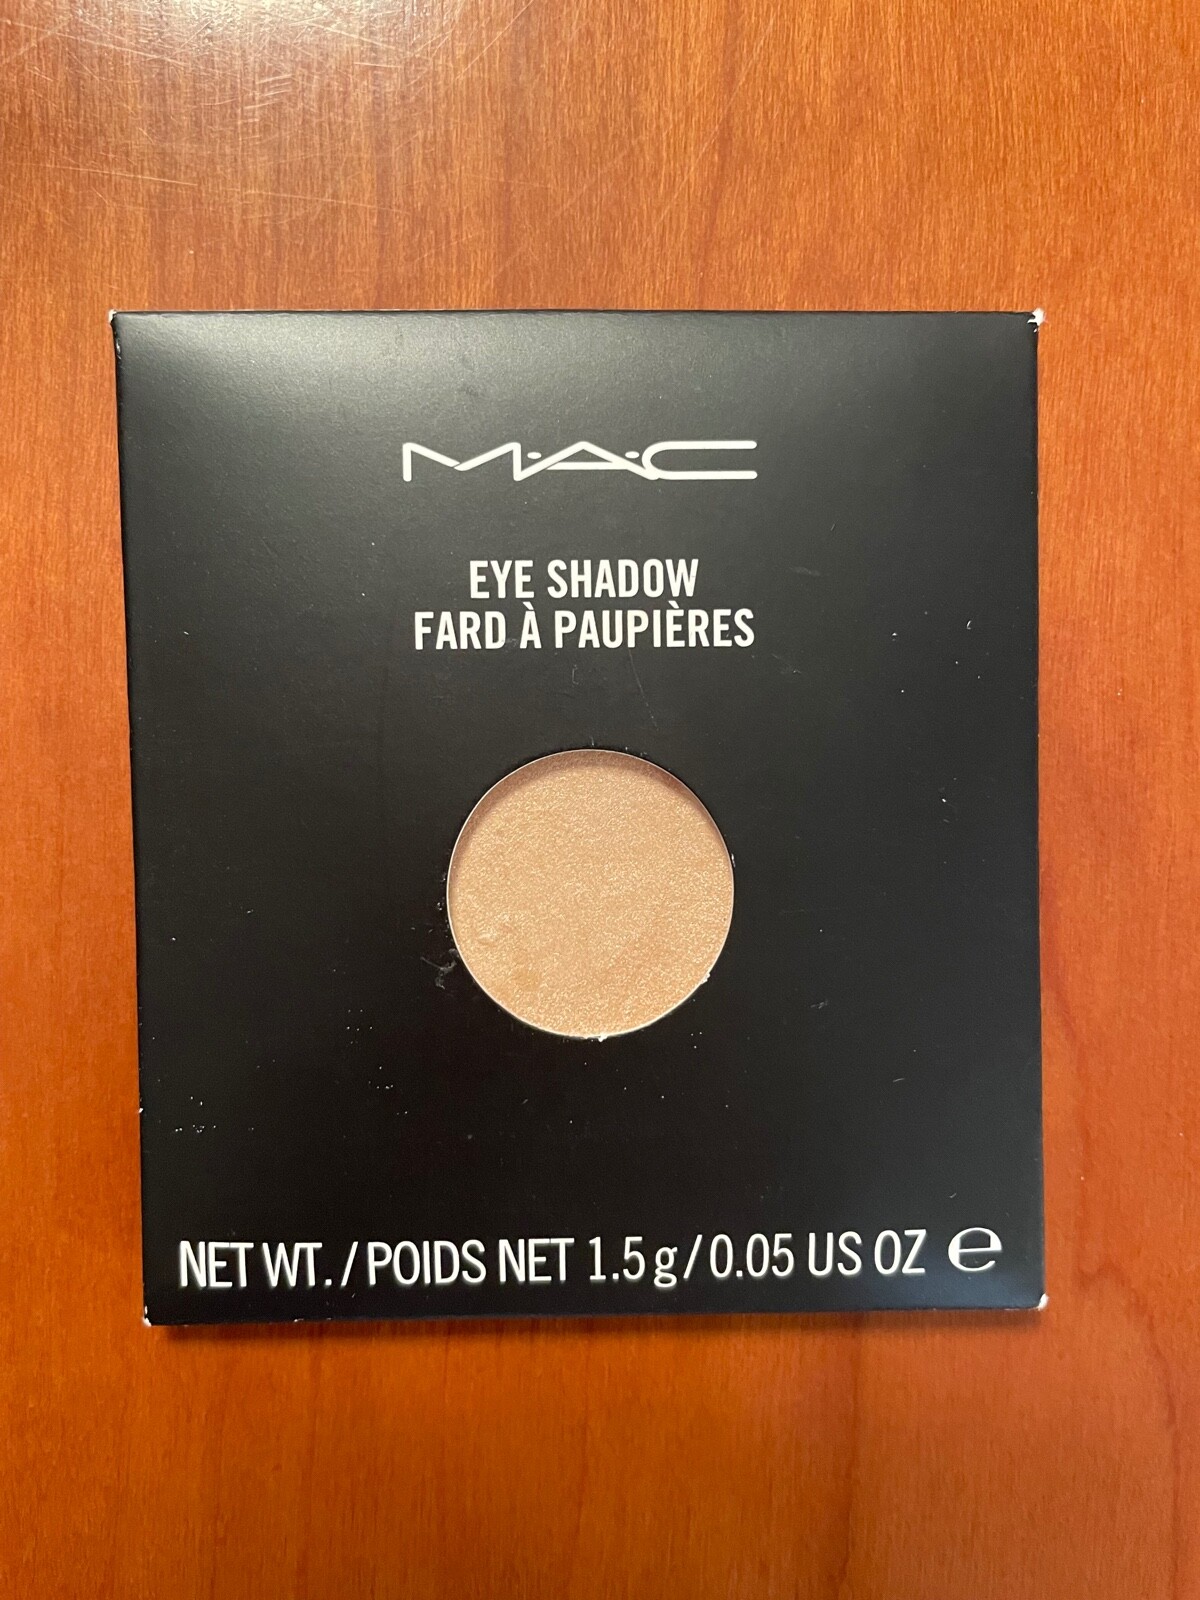 M·A·C
EYE SHADOW
FARD À PAUPIÈRES
NET WT. / POIDS NET 1.5 g / 0.05 US OZ ℮